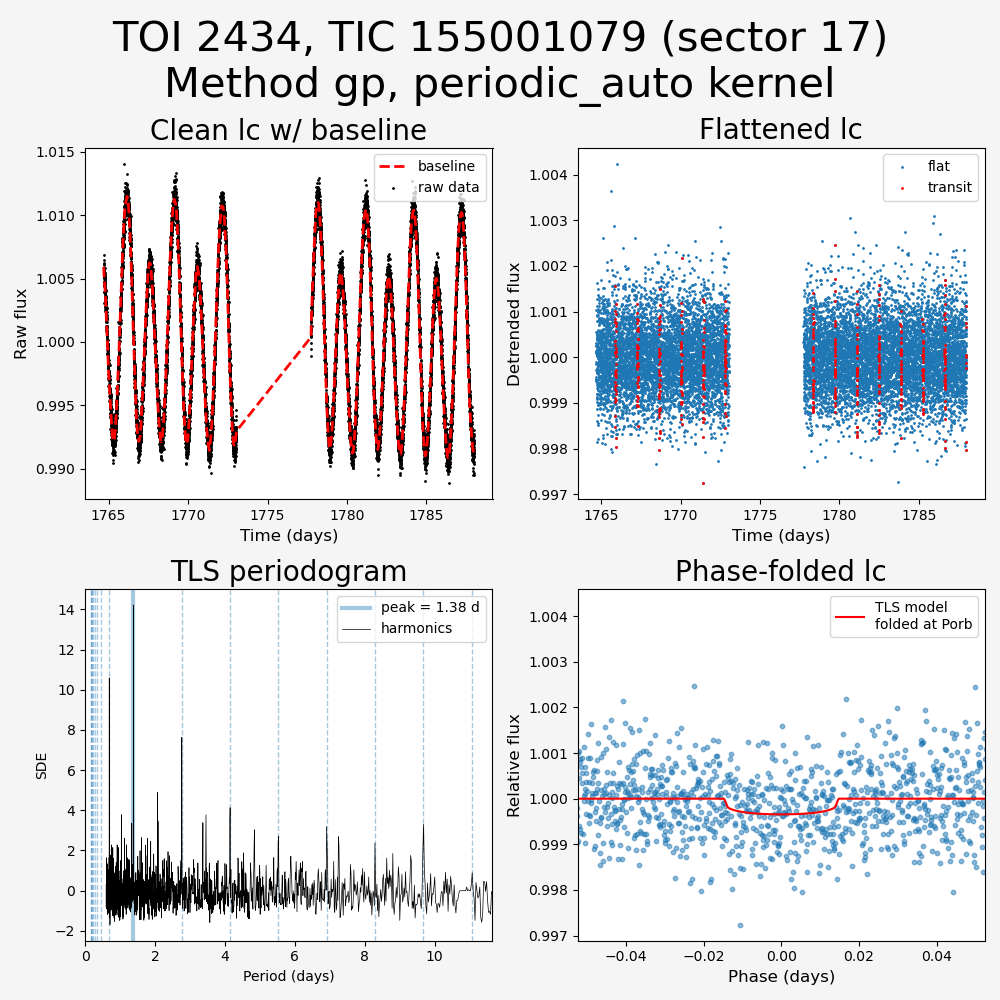 TOI 2434, TIC 155001079 (sector 17)
Method gp, periodic_auto kernel
Clean lc w/ baseline
1.015
1.010
1.005
1.000
0.995
0.990
Raw flux
baseline
raw data
1765
1770
1775
1780
1785
Time (days)
Flattened lc
1.004
1.003
1.002
1.001
1.000
0.999
0.998
0.997
Detrended flux
flat
transit
1765
1770
1775
1780
1785
Time (days)
TLS periodogram
14
12
10
8
6
4
2
0
−2
SDE
peak = 1.38 d
harmonics
0
2
4
6
8
10
Period (days)
Phase-folded lc
1.004
1.003
1.002
1.001
1.000
0.999
0.998
0.997
Relative flux
TLS model
folded at Porb
−0.04
−0.02
0.00
0.02
0.04
Phase (days)